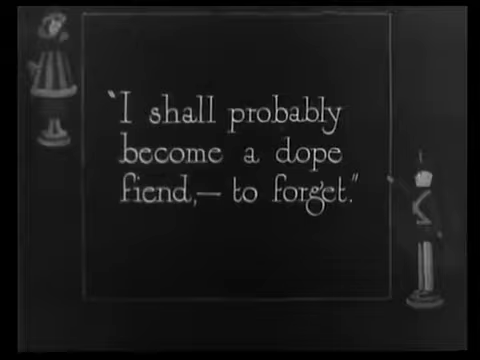 "I shall probably
become a dope
fiend,— to forget."